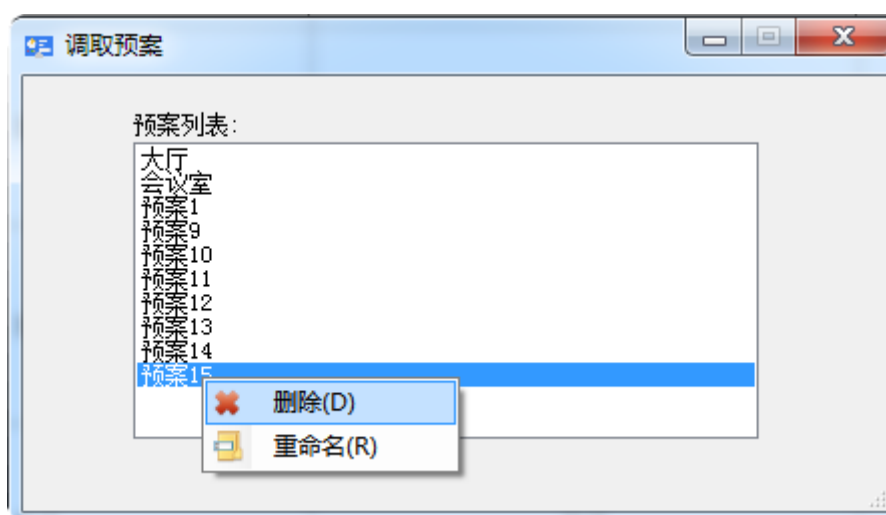 调取预案
预案列表:
大厅
会议室
预案1
预案9
预案10
预案11
预案12
预案13
预案14
预案15
删除(D)
重命名(R)